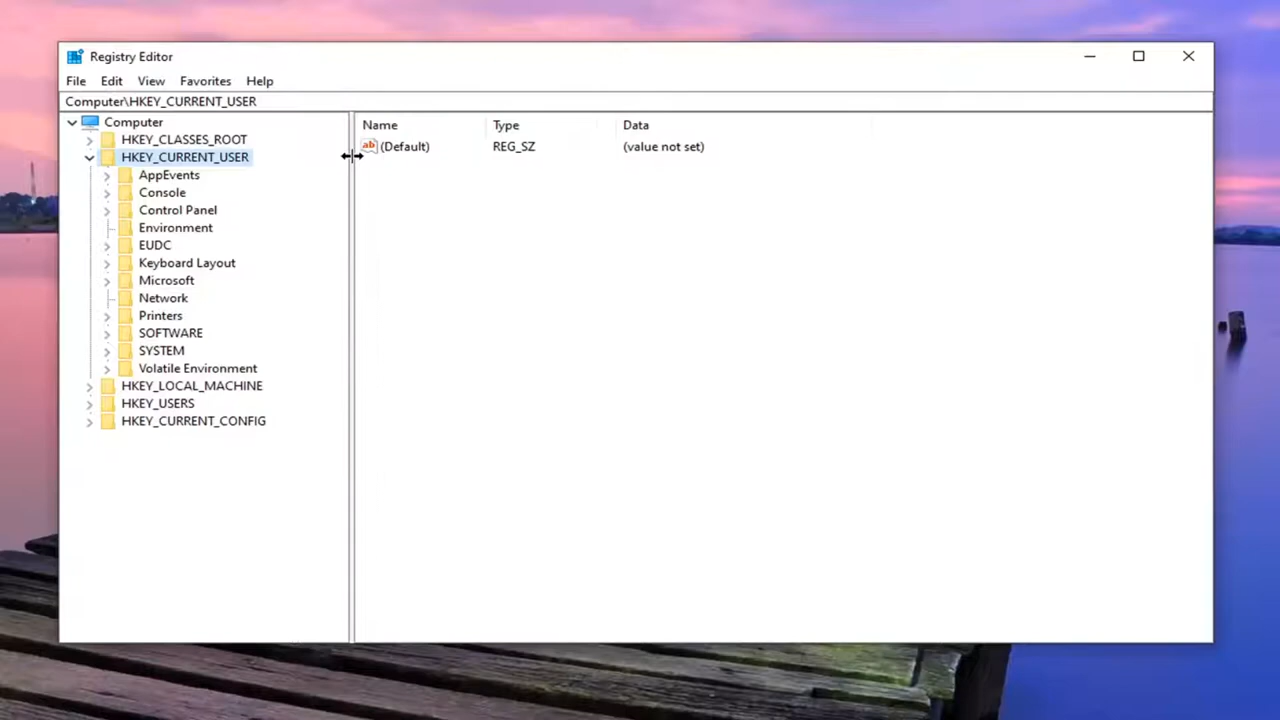 Registry Editor
File Edit View Favorites Help
Computer\HKEY_CURRENT_USER
Computer
HKEY_CLASSES_ROOT
HKEY_CURRENT_USER
AppEvents
Console
Control Panel
Environment
EUDC
Keyboard Layout
Microsoft
Network
Printers
SOFTWARE
SYSTEM
Volatile Environment
HKEY_LOCAL_MACHINE
HKEY_USERS
HKEY_CURRENT_CONFIG
Name Type Data
ab (Default) REG_SZ (value not set)